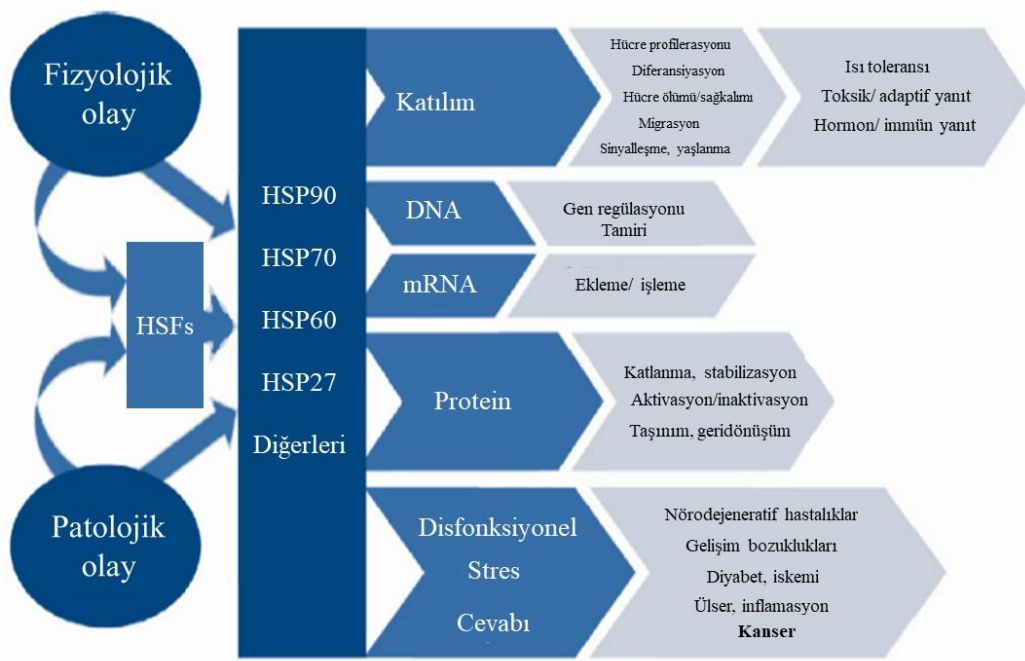 Fizyolojik
olay
HSFs
Patolojik
olay
HSP90
HSP70
HSP60
HSP27
Diğerleri
Katılım
Hücre profilerasyonu
Diferansiyasyon
Hücre ölümü/sağkalımı
Migrasyon
Sinyalleşme, yaşlanma
Isı toleransı
Toksik/ adaptif yanıt
Hormon/ immün yanıt
DNA
Gen regülasyonu
Tamiri
mRNA
Ekleme/ işleme
Protein
Katlanma, stabilizasyon
Aktivasyon/inaktivasyon
Taşınım, geridönüşüm
Disfonksiyonel
Stres
Cevabı
Nörodejeneratif hastalıklar
Gelişim bozuklukları
Diyabet, iskemi
Ülser, inflamasyon
Kanser